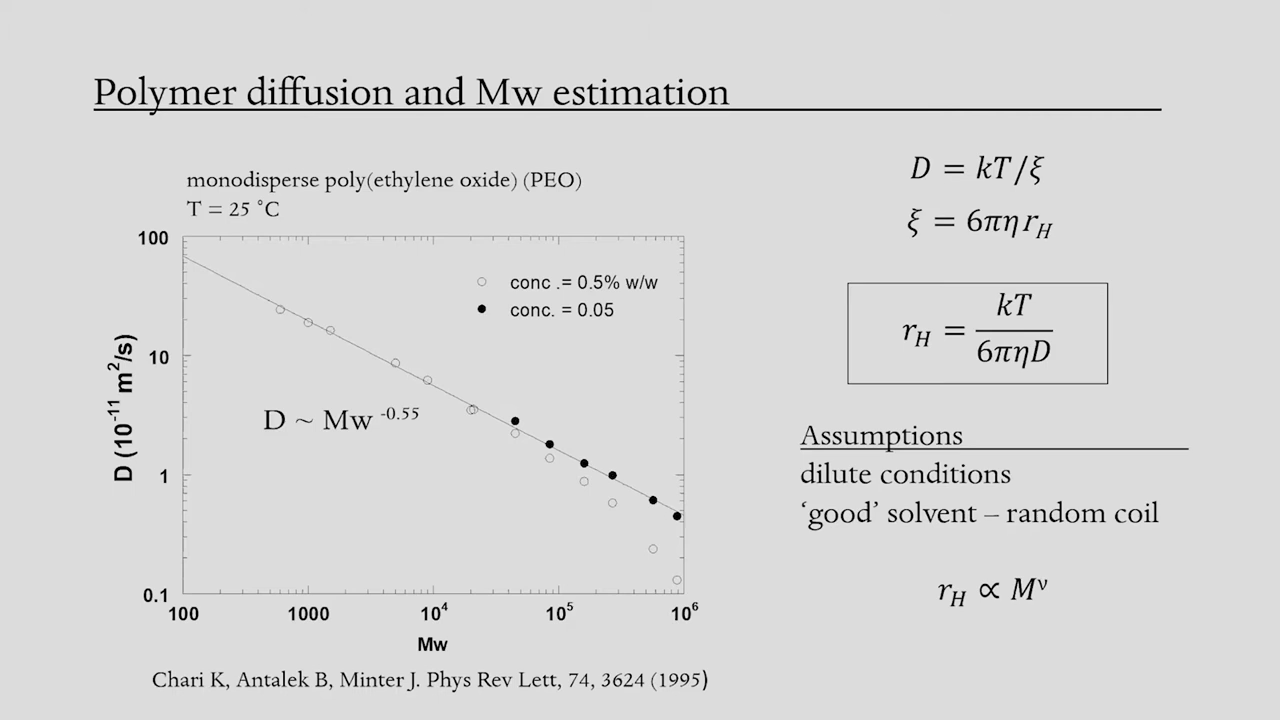 Polymer diffusion and Mw estimation
monodisperse poly(ethylene oxide) (PEO)
T = 25 ˚C
100
10
1
0.1
D (10⁻¹¹ m²/s)
conc .= 0.5% w/w
conc. = 0.05
D ~ Mw ⁻⁰·⁵⁵
100 1000 10⁴ 10⁵ 10⁶
Mw
Chari K, Antalek B, Minter J. Phys Rev Lett, 74, 3624 (1995)
D = kT/ξ
ξ = 6πη r_H
r_H = kT / 6πηD
Assumptions
dilute conditions
‘good’ solvent – random coil
r_H ∝ M^ν